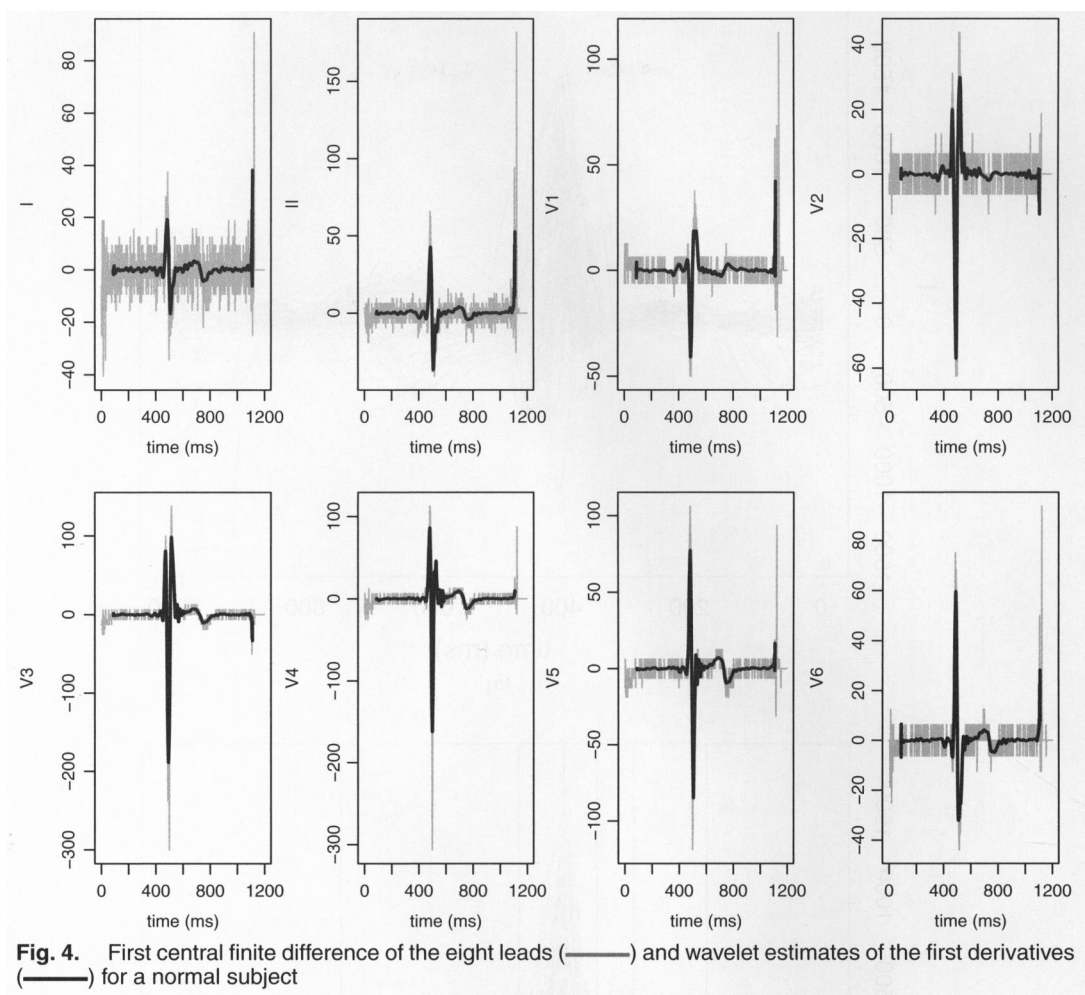 I
−40 −20 0 20 40 60 80
0 400 800 1200
time (ms)
II
0 50 100 150
0 400 800 1200
time (ms)
V1
−50 0 50 100
0 400 800 1200
time (ms)
V2
−60 −40 −20 0 20 40
0 400 800 1200
time (ms)
V3
−300 −200 −100 0 100
0 400 800 1200
time (ms)
V4
−300 −200 −100 0 100
0 400 800 1200
time (ms)
V5
−100 −50 0 50 100
0 400 800 1200
time (ms)
V6
−40 −20 0 20 40 60 80
0 400 800 1200
time (ms)
Fig. 4. First central finite difference of the eight leads (———) and wavelet estimates of the first derivatives
(———) for a normal subject